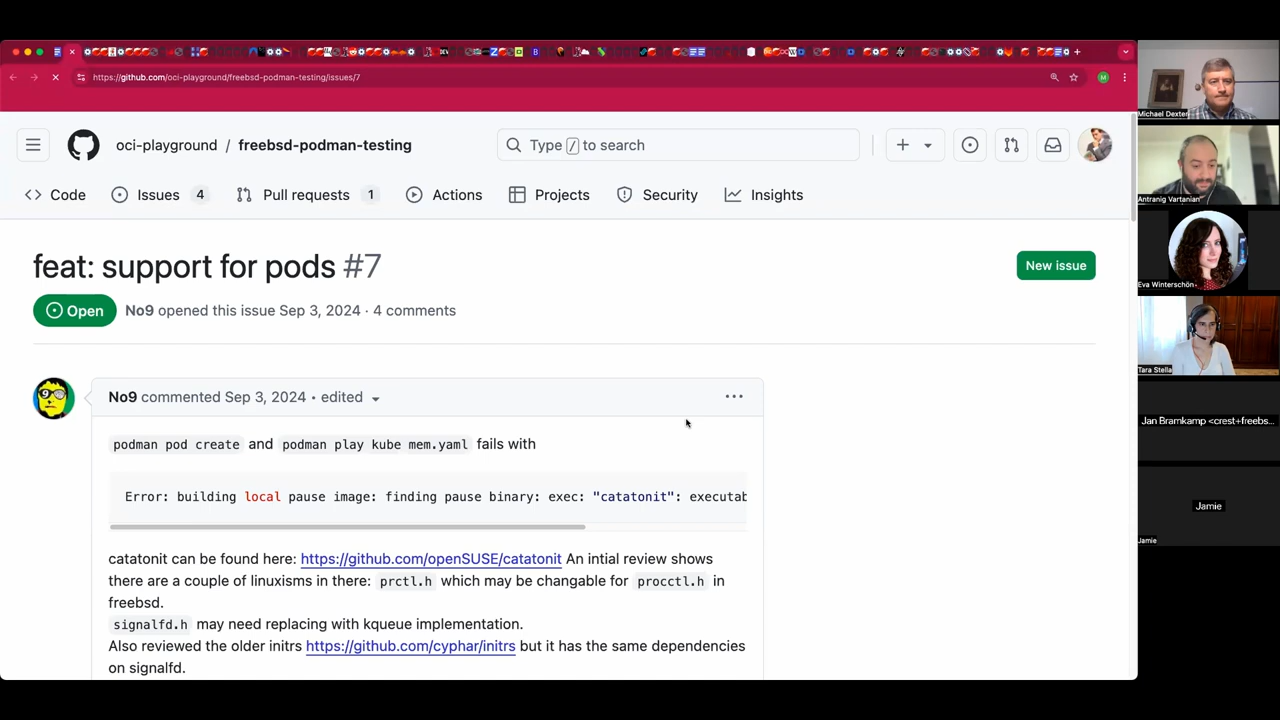 https://github.com/oci-playground/freebsd-podman-testing/issues/7
M
oci-playground / freebsd-podman-testing
Type / to search
Code
Issues 4
Pull requests 1
Actions
Projects
Security
Insights
feat: support for pods #7
New issue
Open
No9 opened this issue Sep 3, 2024 · 4 comments
No9 commented Sep 3, 2024 • edited
podman pod create and podman play kube mem.yaml fails with
Error: building local pause image: finding pause binary: exec: "catatonit": executab
catatonit can be found here: https://github.com/openSUSE/catatonit An intial review shows
there are a couple of linuxisms in there: prctl.h which may be changable for procctl.h in
freebsd.
signalfd.h may need replacing with kqueue implementation.
Also reviewed the older initrs https://github.com/cyphar/initrs but it has the same dependencies
on signalfd.
Michael Dexter
Antranig Vartanian
Eva Winterschön
Tara Stella
Jan Bramkamp <crest+freebs...
Jamie
Jamie